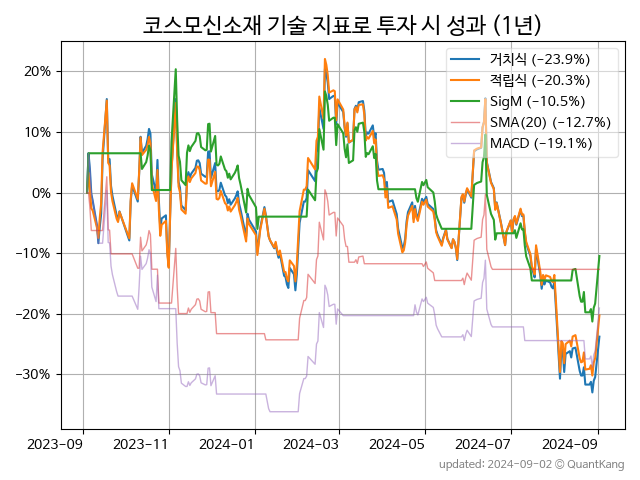 코스모신소재 기술 지표로 투자 시 성과 (1년)
거치식 (−23.9%)
적립식 (−20.3%)
SigM (−10.5%)
SMA(20) (−12.7%)
MACD (−19.1%)
20%
10%
0%
−10%
−20%
−30%
2023-09 2023-11 2024-01 2024-03 2024-05 2024-07 2024-09
updated: 2024-09-02 © QuantKang